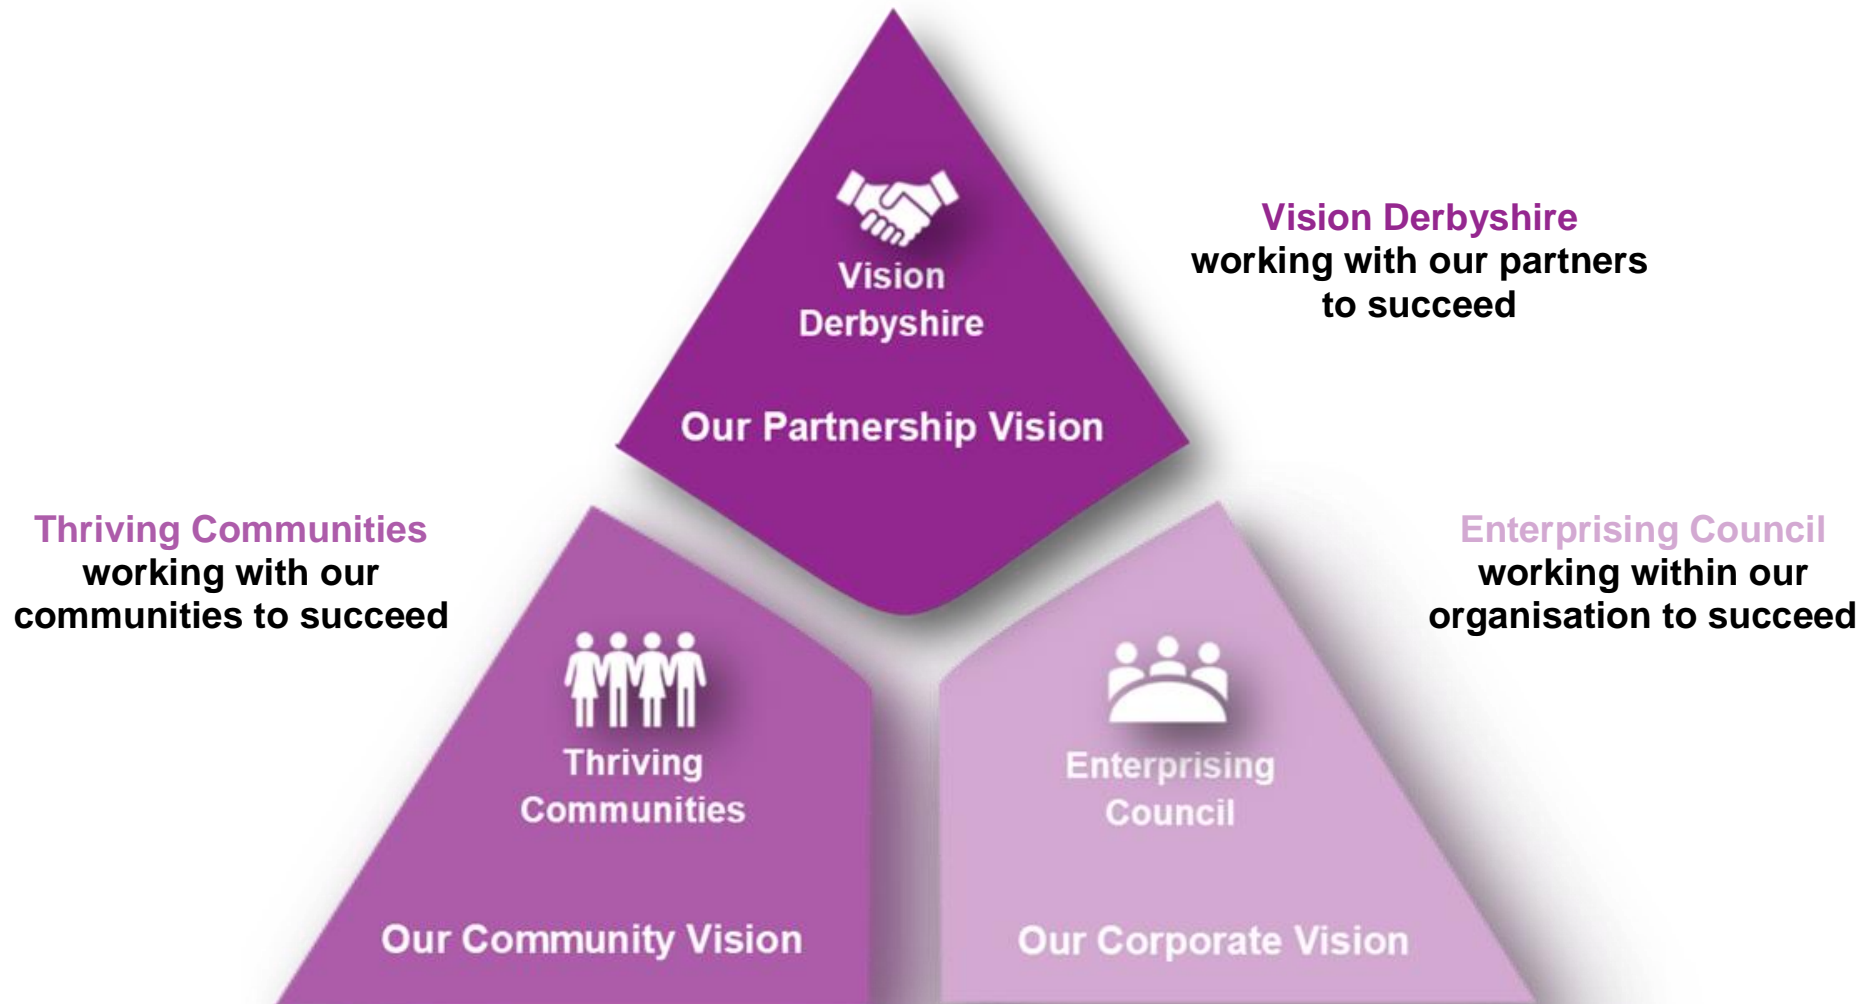 Vision
Derbyshire
Our Partnership Vision
Vision Derbyshire
working with our partners
to succeed
Thriving Communities
working with our
communities to succeed
Thriving
Communities
Our Community Vision
Enterprising Council
working within our
organisation to succeed
Enterprising
Council
Our Corporate Vision